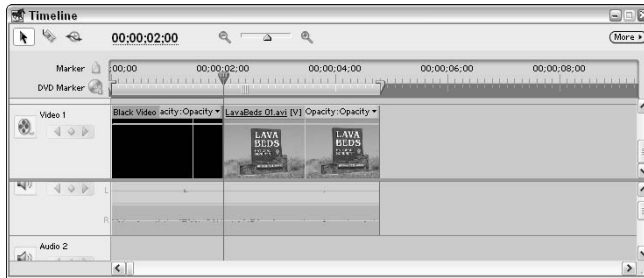 Timeline
00;00;02;00
More
Marker ;00;00 00;00;02;00 00;00;04;00 00;00;06;00 00;00;08;00
DVD Marker
Video 1
Black Video acity:Opacity LavaBeds 01.avi [V] Opacity:Opacity
LAVA BEDS
LAVA BEDS
L
R
Audio 2